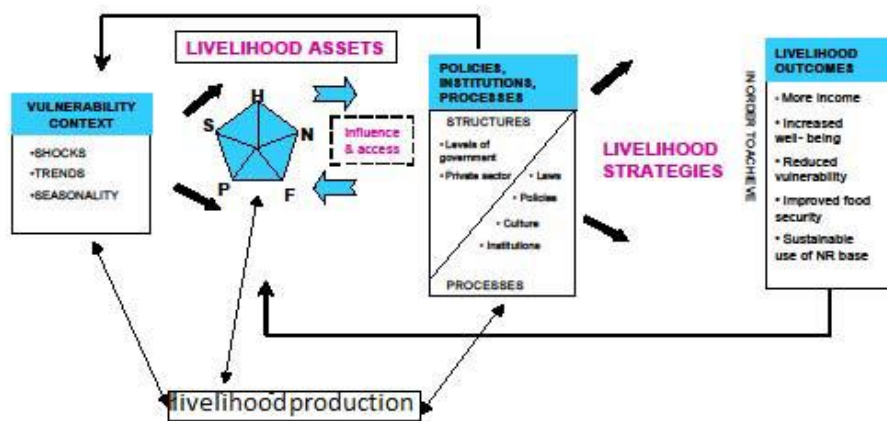 LIVELIHOOD ASSETS
VULNERABILITY
CONTEXT
•SHOCKS
•TRENDS
•SEASONALITY
H
S
N
P
F
Influence
& access
POLICIES,
INSTITUTIONS,
PROCESSES
STRUCTURES
• Levels of
government
• Private sector
• Laws
• Policies
• Culture
• Institutions
PROCESSES
LIVELIHOOD
STRATEGIES
IN ORDER TO ACHIEVE
LIVELIHOOD
OUTCOMES
• More income
• Increased
well- being
• Reduced
vulnerability
• Improved food
security
• Sustainable
use of NR base
livelihood production